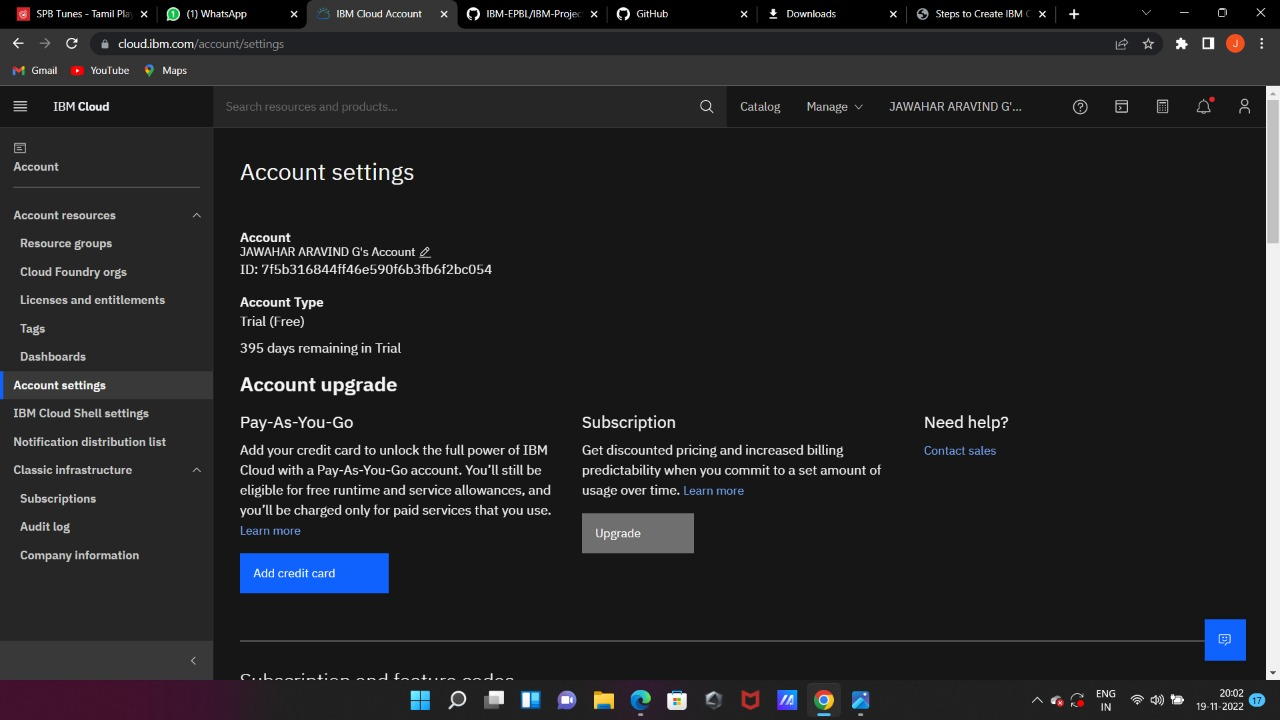 SPB Tunes - Tamil Pla
(1) WhatsApp
IBM Cloud Account
IBM-EPBL/IBM-Projec
GitHub
Downloads
Steps to Create IBM C
cloud.ibm.com/account/settings
J
Gmail
YouTube
Maps
IBM Cloud
Search resources and products...
Catalog
Manage
JAWAHAR ARAVIND G'...
Account
Account resources
Resource groups
Cloud Foundry orgs
Licenses and entitlements
Tags
Dashboards
Account settings
IBM Cloud Shell settings
Notification distribution list
Classic infrastructure
Subscriptions
Audit log
Company information
Account settings
Account
JAWAHAR ARAVIND G's Account
ID: 7f5b316844ff46e590f6b3fb6f2bc054
Account Type
Trial (Free)
395 days remaining in Trial
Account upgrade
Pay-As-You-Go
Add your credit card to unlock the full power of IBM
Cloud with a Pay-As-You-Go account. You’ll still be
eligible for free runtime and service allowances, and
you’ll be charged only for paid services that you use.
Learn more
Add credit card
Subscription
Get discounted pricing and increased billing
predictability when you commit to a set amount of
usage over time. Learn more
Upgrade
Need help?
Contact sales
Subscription and feature codes
ENG
IN
20:02
19-11-2022
17